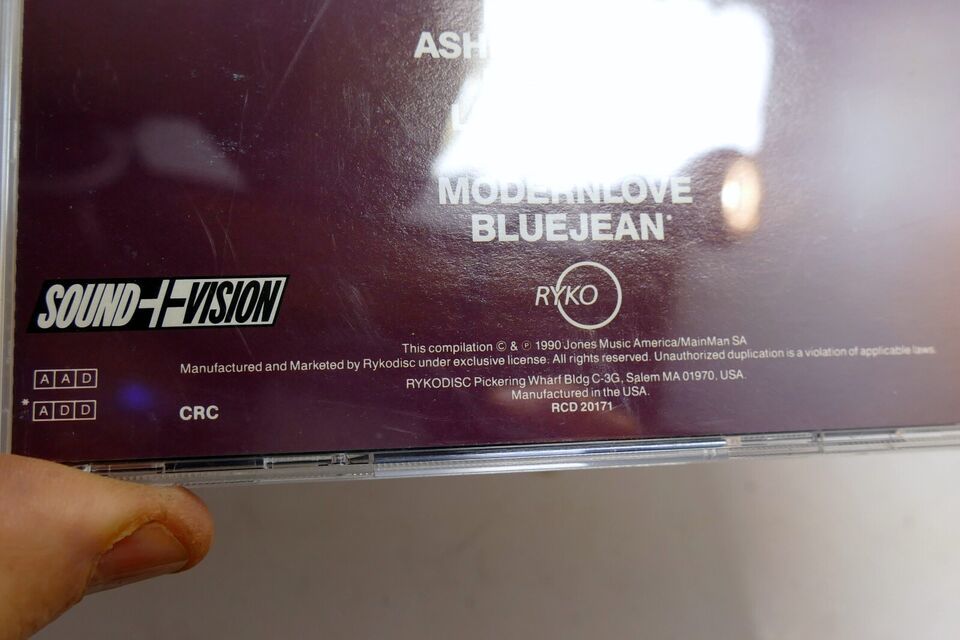 ASH
MODERNLOVE
BLUEJEAN*
SOUND+VISION
RYKO
This compilation © & ℗ 1990 Jones Music America/MainMan SA
Manufactured and Marketed by Rykodisc under exclusive license. All rights reserved. Unauthorized duplication is a violation of applicable laws.
RYKODISC Pickering Wharf Bldg C-3G, Salem MA 01970, USA.
Manufactured in the USA.
RCD 20171
AAD
*ADD
CRC